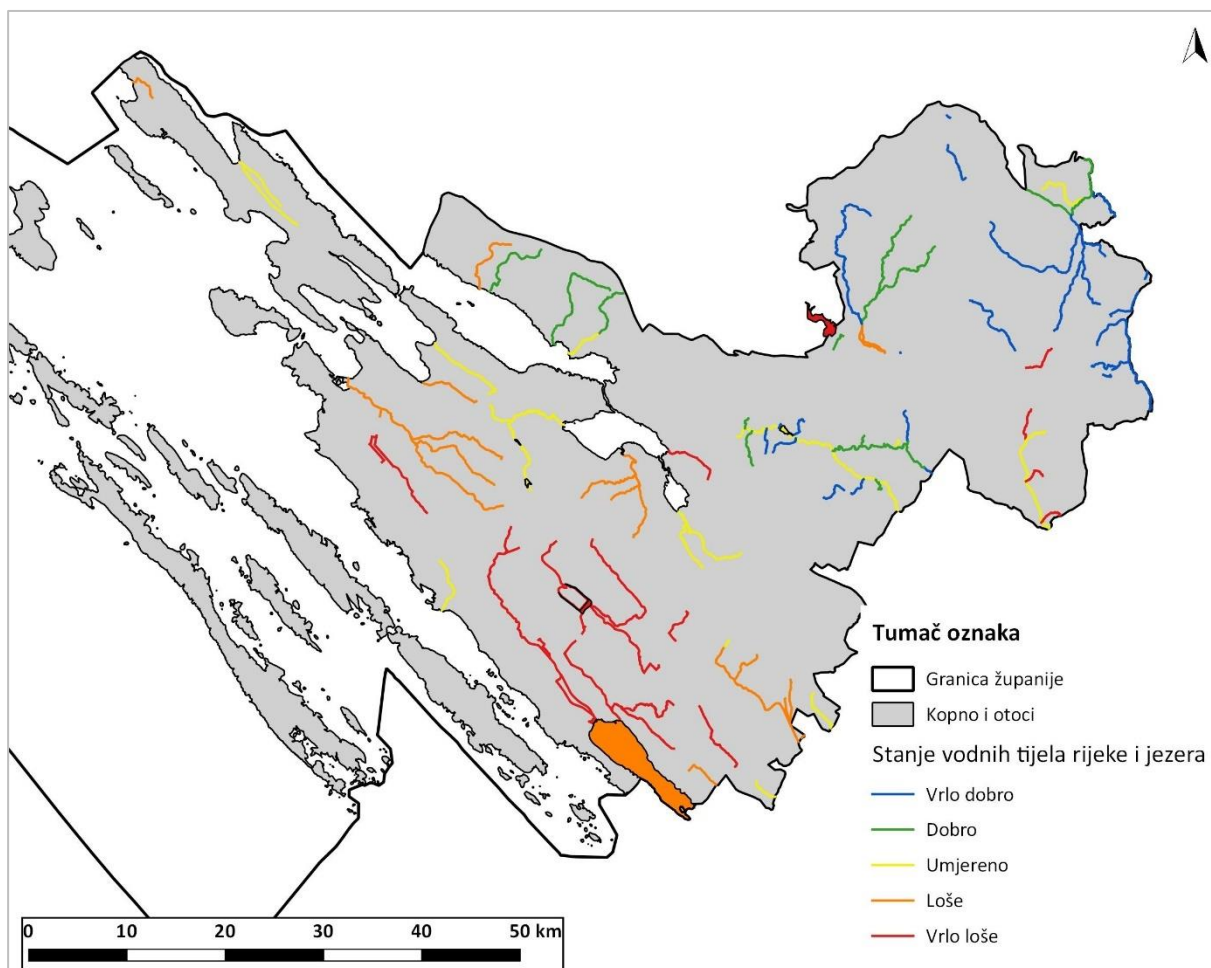 Tumač oznaka
Granica županije
Kopno i otoci
Stanje vodnih tijela rijeke i jezera
Vrlo dobro
Dobro
Umjereno
Loše
Vrlo loše
0 10 20 30 40 50 km